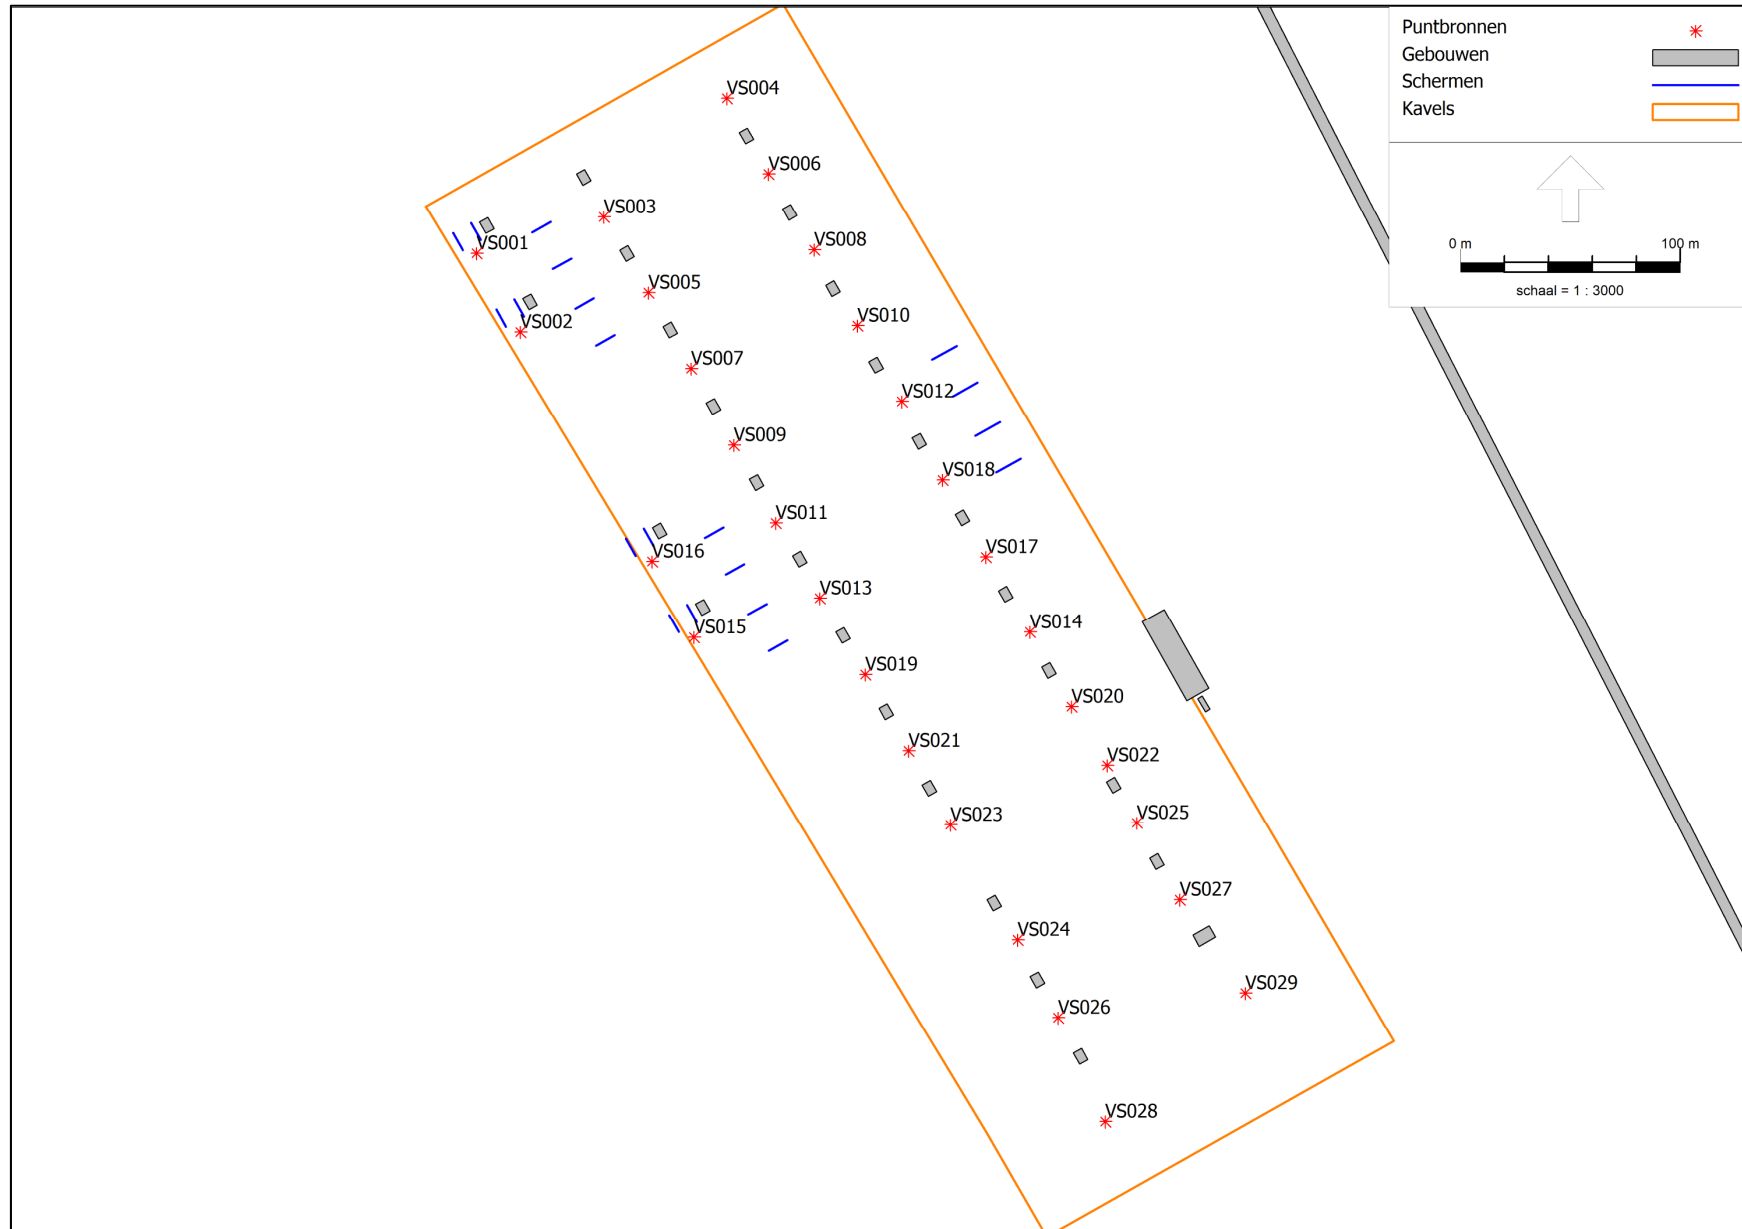 Puntbronnen
Gebouwen
Schermen
Kavels
0 m 100 m
schaal = 1 : 3000
VS004
VS006
VS003
VS001
VS008
VS005
VS002
VS010
VS007
VS012
VS009
VS018
VS011
VS017
VS016
VS013
VS014
VS015
VS019
VS020
VS021
VS022
VS023
VS025
VS027
VS024
VS029
VS026
VS028